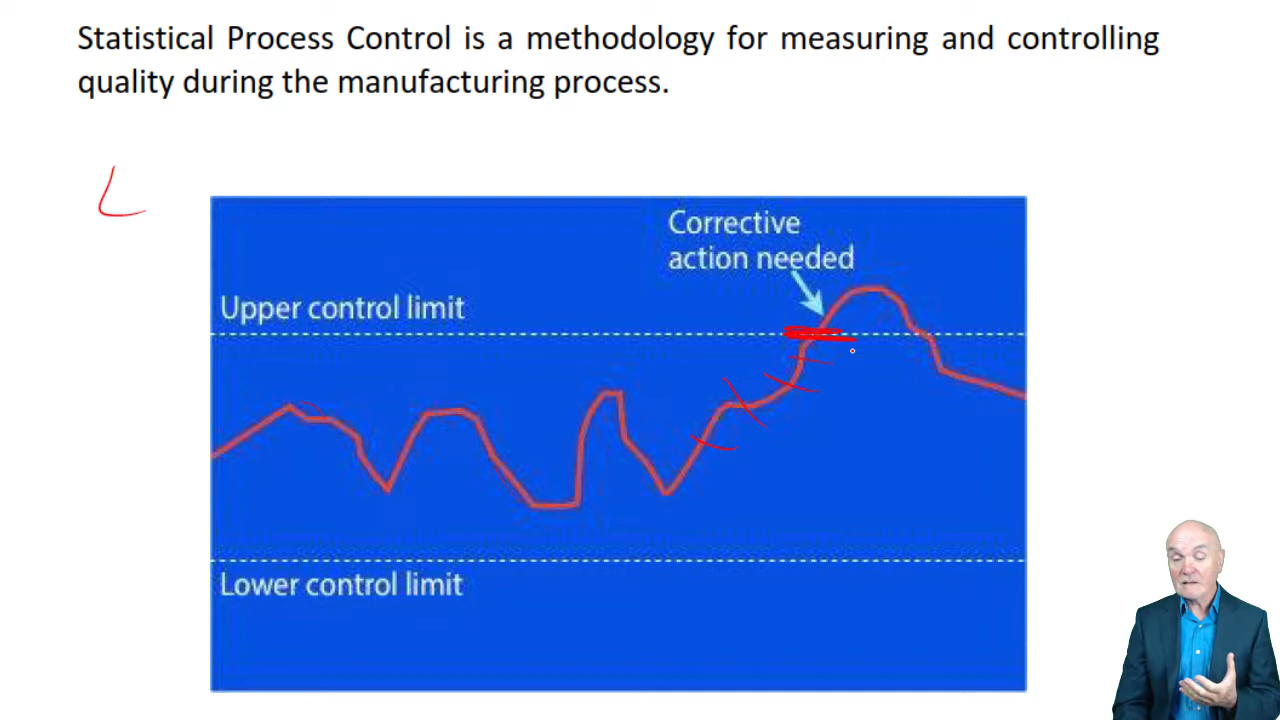 Statistical Process Control is a methodology for measuring and controlling
quality during the manufacturing process.
L
Corrective
action needed
Upper control limit
Lower control limit